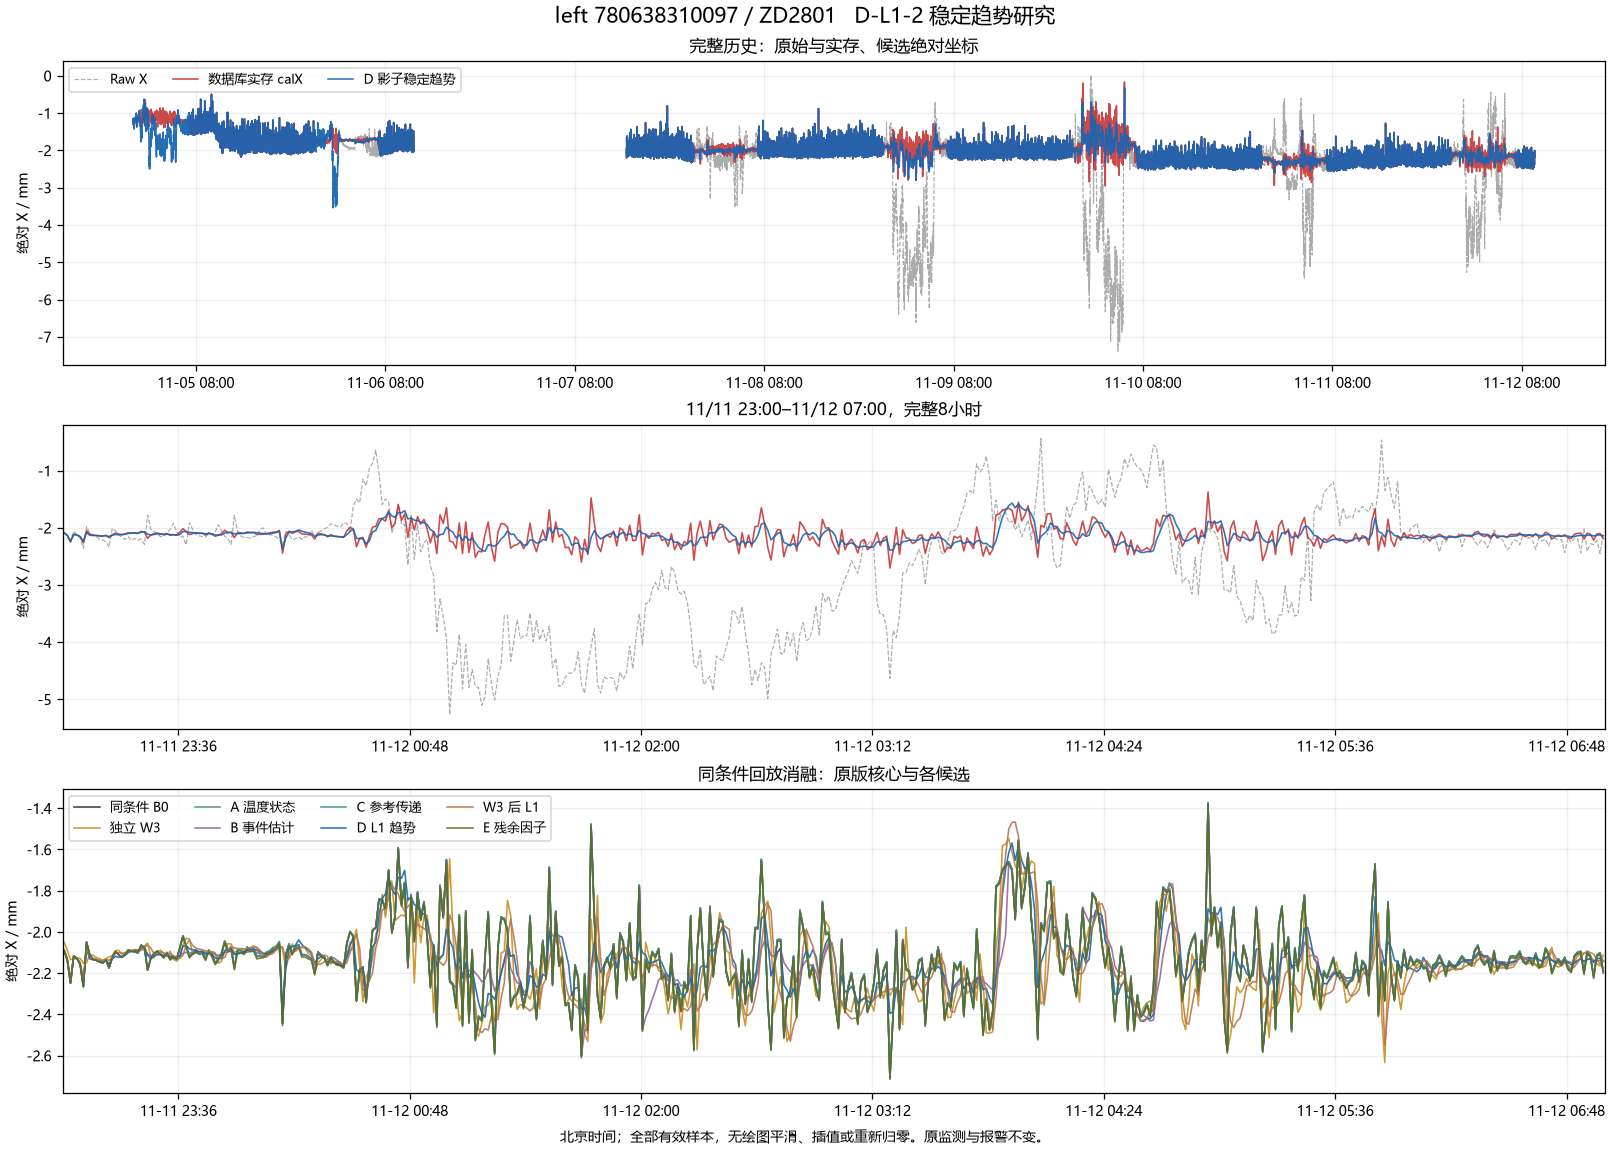 left 780638310097 / ZD2801   D-L1-2 稳定趋势研究
完整历史：原始与实存、候选绝对坐标
Raw X
数据库实存 calX
D 影子稳定趋势
绝对 X / mm
0
-1
-2
-3
-4
-5
-6
-7
11-05 08:00
11-06 08:00
11-07 08:00
11-08 08:00
11-09 08:00
11-10 08:00
11-11 08:00
11-12 08:00
11/11 23:00–11/12 07:00，完整8小时
绝对 X / mm
-1
-2
-3
-4
-5
11-11 23:36
11-12 00:48
11-12 02:00
11-12 03:12
11-12 04:24
11-12 05:36
11-12 06:48
同条件回放消融：原版核心与各候选
同条件 B0
独立 W3
A 温度状态
B 事件估计
C 参考传递
D L1 趋势
W3 后 L1
E 残余因子
绝对 X / mm
-1.4
-1.6
-1.8
-2.0
-2.2
-2.4
-2.6
11-11 23:36
11-12 00:48
11-12 02:00
11-12 03:12
11-12 04:24
11-12 05:36
11-12 06:48
北京时间；全部有效样本，无绘图平滑、插值或重新归零。原监测与报警不变。